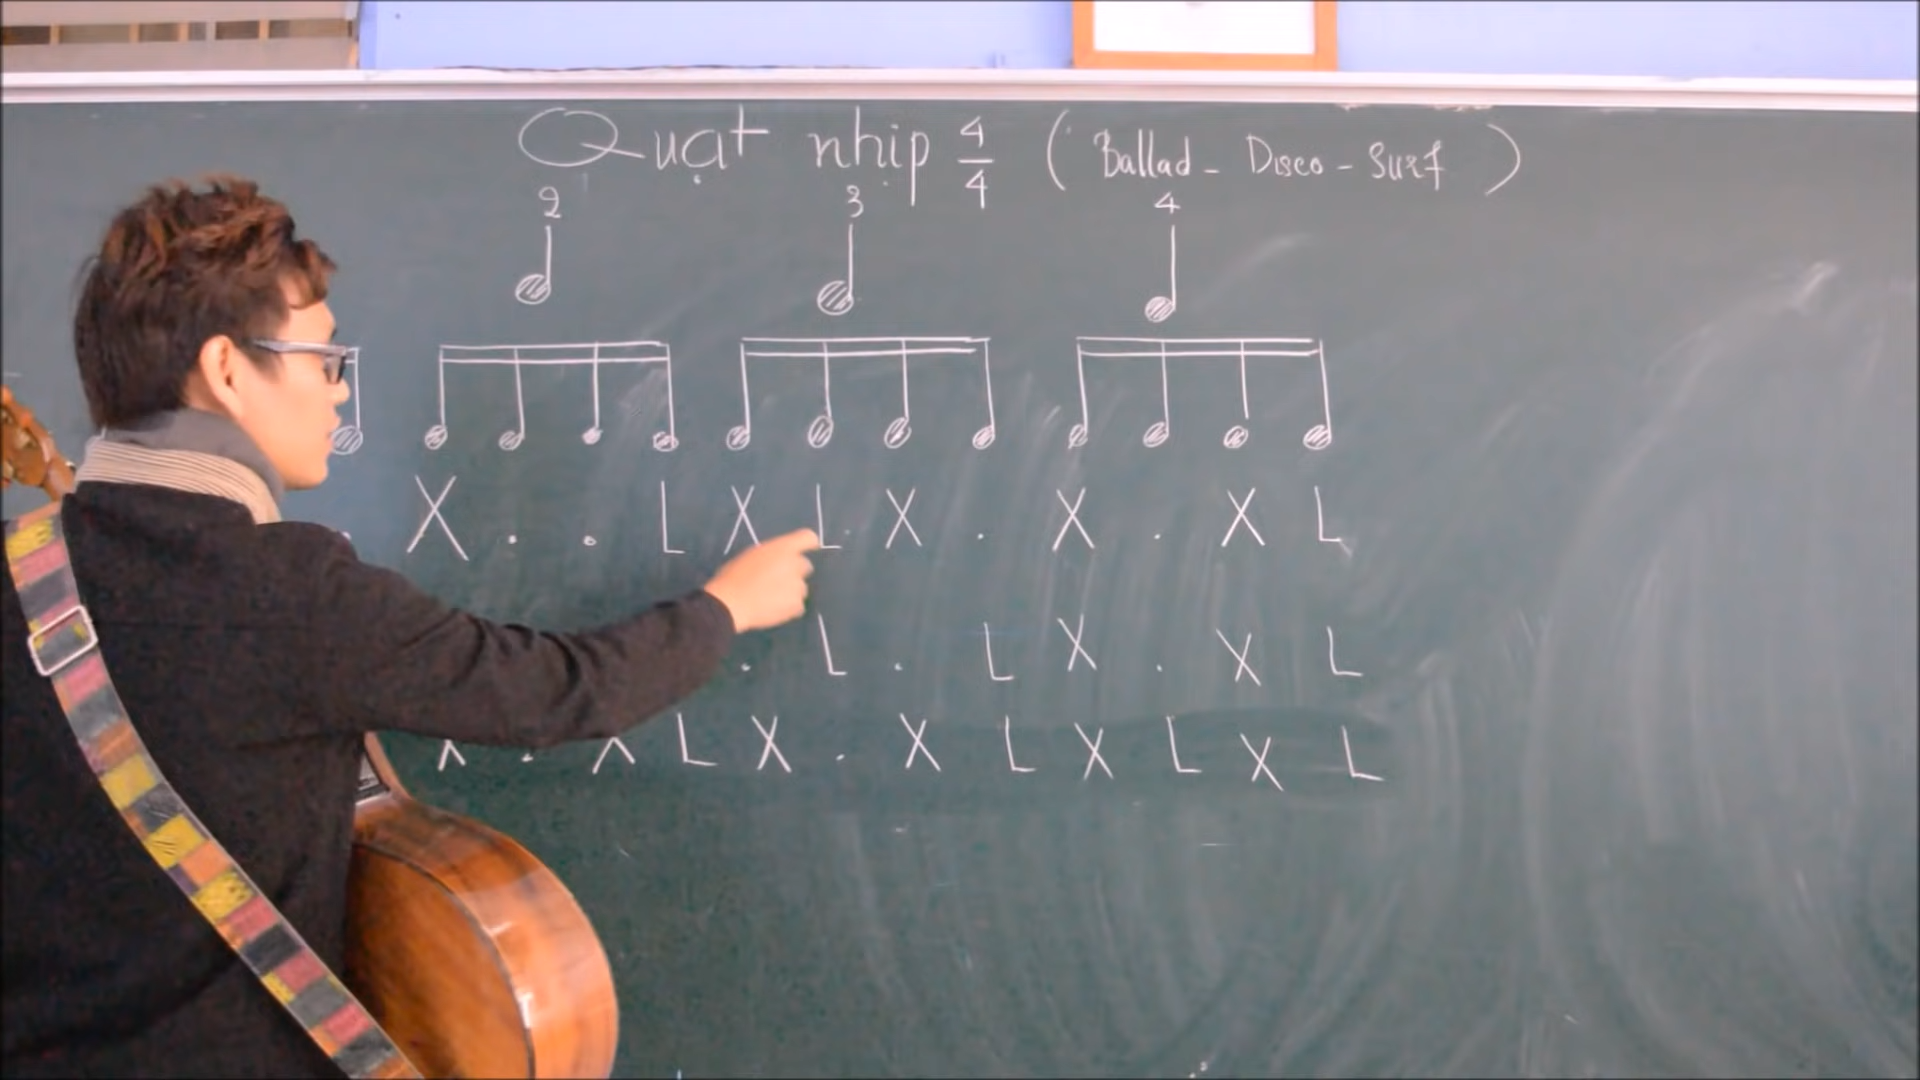 Quạt nhịp 4/4 ( Ballad - Disco - Surf )
2 3 4
X . . L X L X . X . X L
. L . L X . X L
X . X L X . X L X L X L